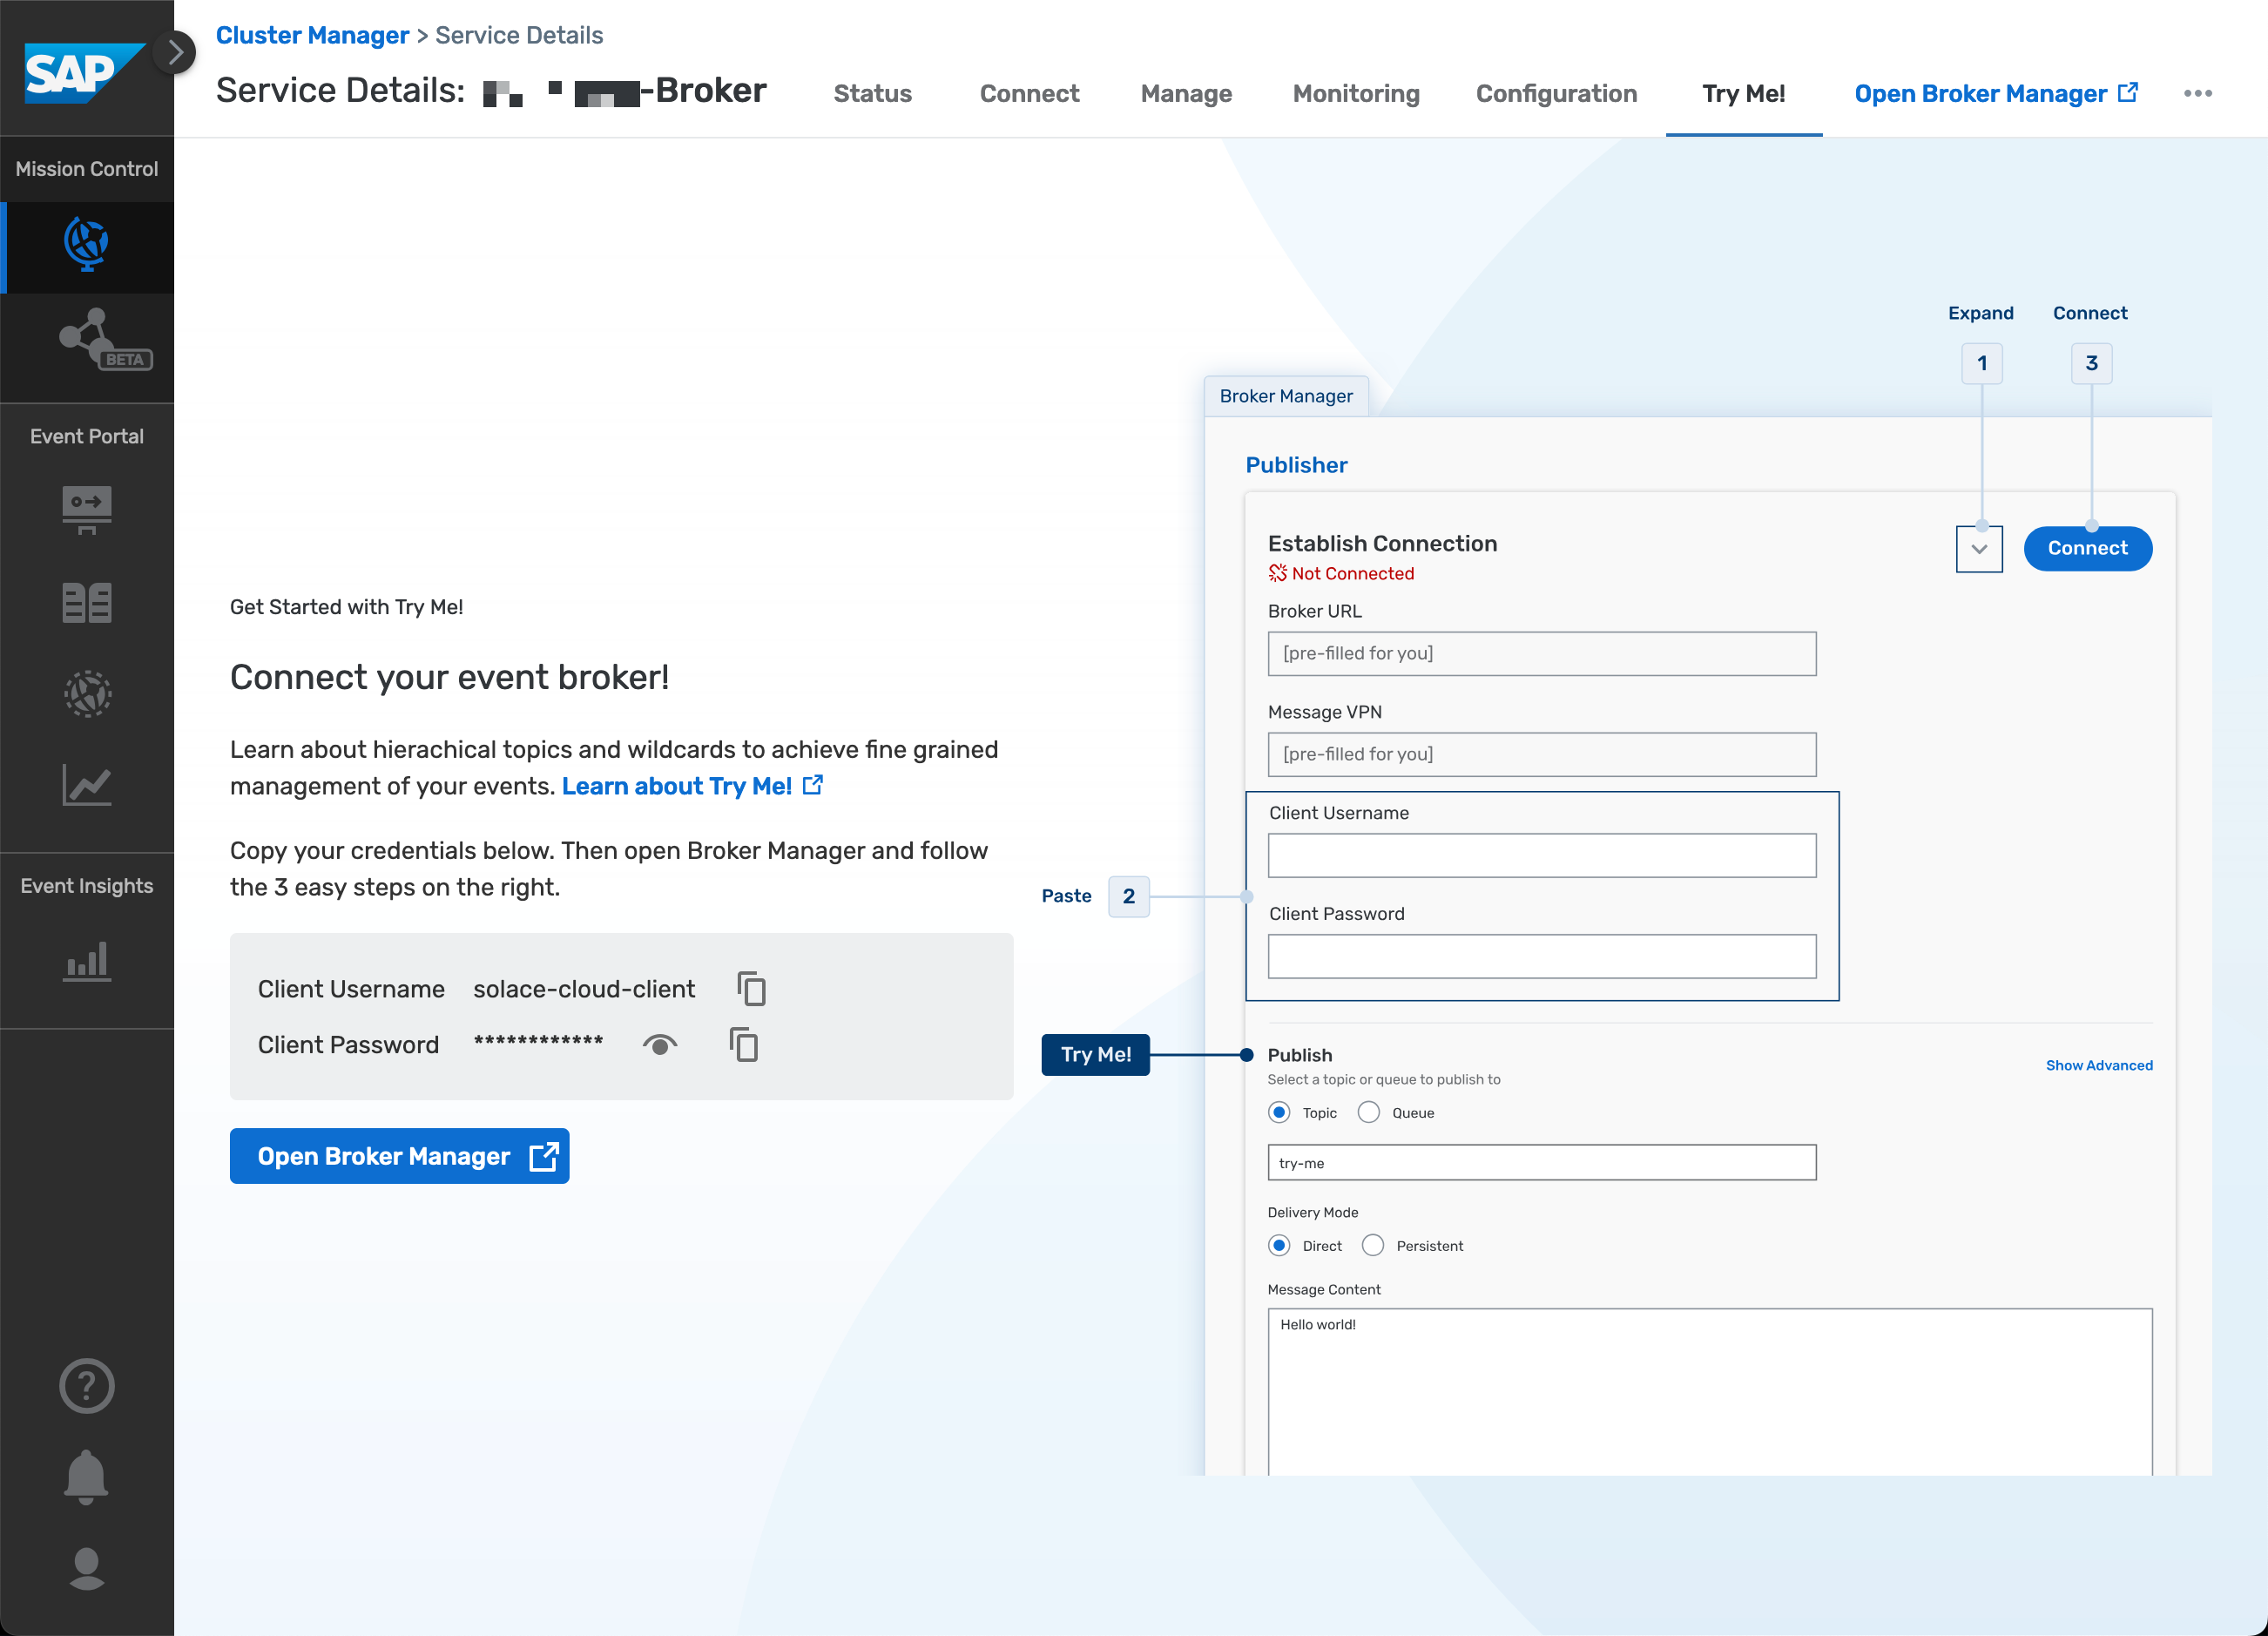 SAP
Cluster Manager > Service Details
Service Details: -Broker
Status
Connect
Manage
Monitoring
Configuration
Try Me!
Open Broker Manager
Mission Control
BETA
Event Portal
Event Insights
Get Started with Try Me!
Connect your event broker!
Learn about hierachical topics and wildcards to achieve fine grained
management of your events. Learn about Try Me!
Copy your credentials below. Then open Broker Manager and follow
the 3 easy steps on the right.
Client Username solace-cloud-client
Client Password ************
Open Broker Manager
Expand
Connect
1
3
Broker Manager
Publisher
Establish Connection
Connect
Not Connected
Broker URL
[pre-filled for you]
Message VPN
[pre-filled for you]
Client Username
Paste 2
Client Password
Try Me!
Publish
Show Advanced
Select a topic or queue to publish to
Topic Queue
try-me
Delivery Mode
Direct Persistent
Message Content
Hello world!
?